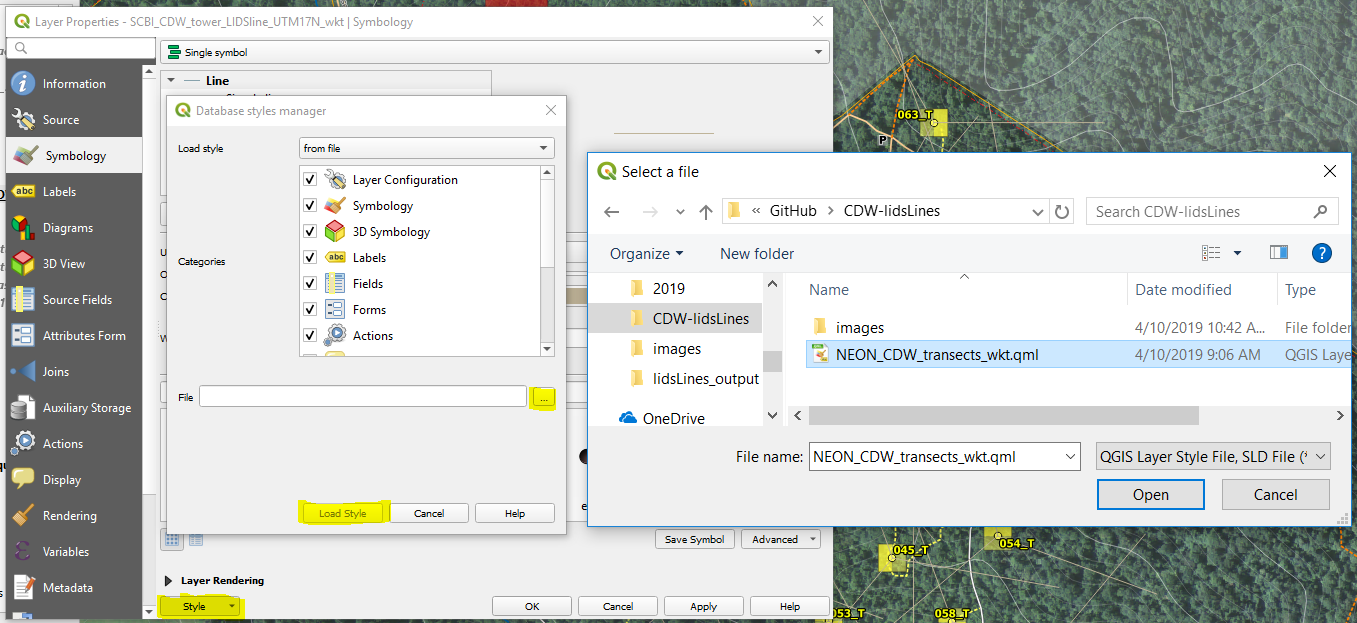 Layer Properties - SCBI_CDW_tower_LIDSline_UTM17N_wkt | Symbology
Single symbol
Line
Information
Source
Symbology
Labels
Diagrams
3D View
Source Fields
Attributes Form
Joins
Auxiliary Storage
Actions
Display
Rendering
Variables
Metadata
Database styles manager
Load style
from file
Categories
Layer Configuration
Symbology
3D Symbology
Labels
Fields
Forms
Actions
File
...
Load Style
Cancel
Help
Save Symbol
Advanced
Layer Rendering
Style
OK
Cancel
Apply
Help
063_T
P
Select a file
« GitHub › CDW-lidsLines
Search CDW-lidsLines
Organize
New folder
?
2019
CDW-lidsLines
images
lidsLines_output
OneDrive
Name
Date modified
Type
images
4/10/2019 10:42 A...
File folder
NEON_CDW_transects_wkt.qml
4/10/2019 9:06 AM
QGIS Laye
File name:
NEON_CDW_transects_wkt.qml
QGIS Layer Style File, SLD File (*
Open
Cancel
045_T
054_T
053_T
058_T